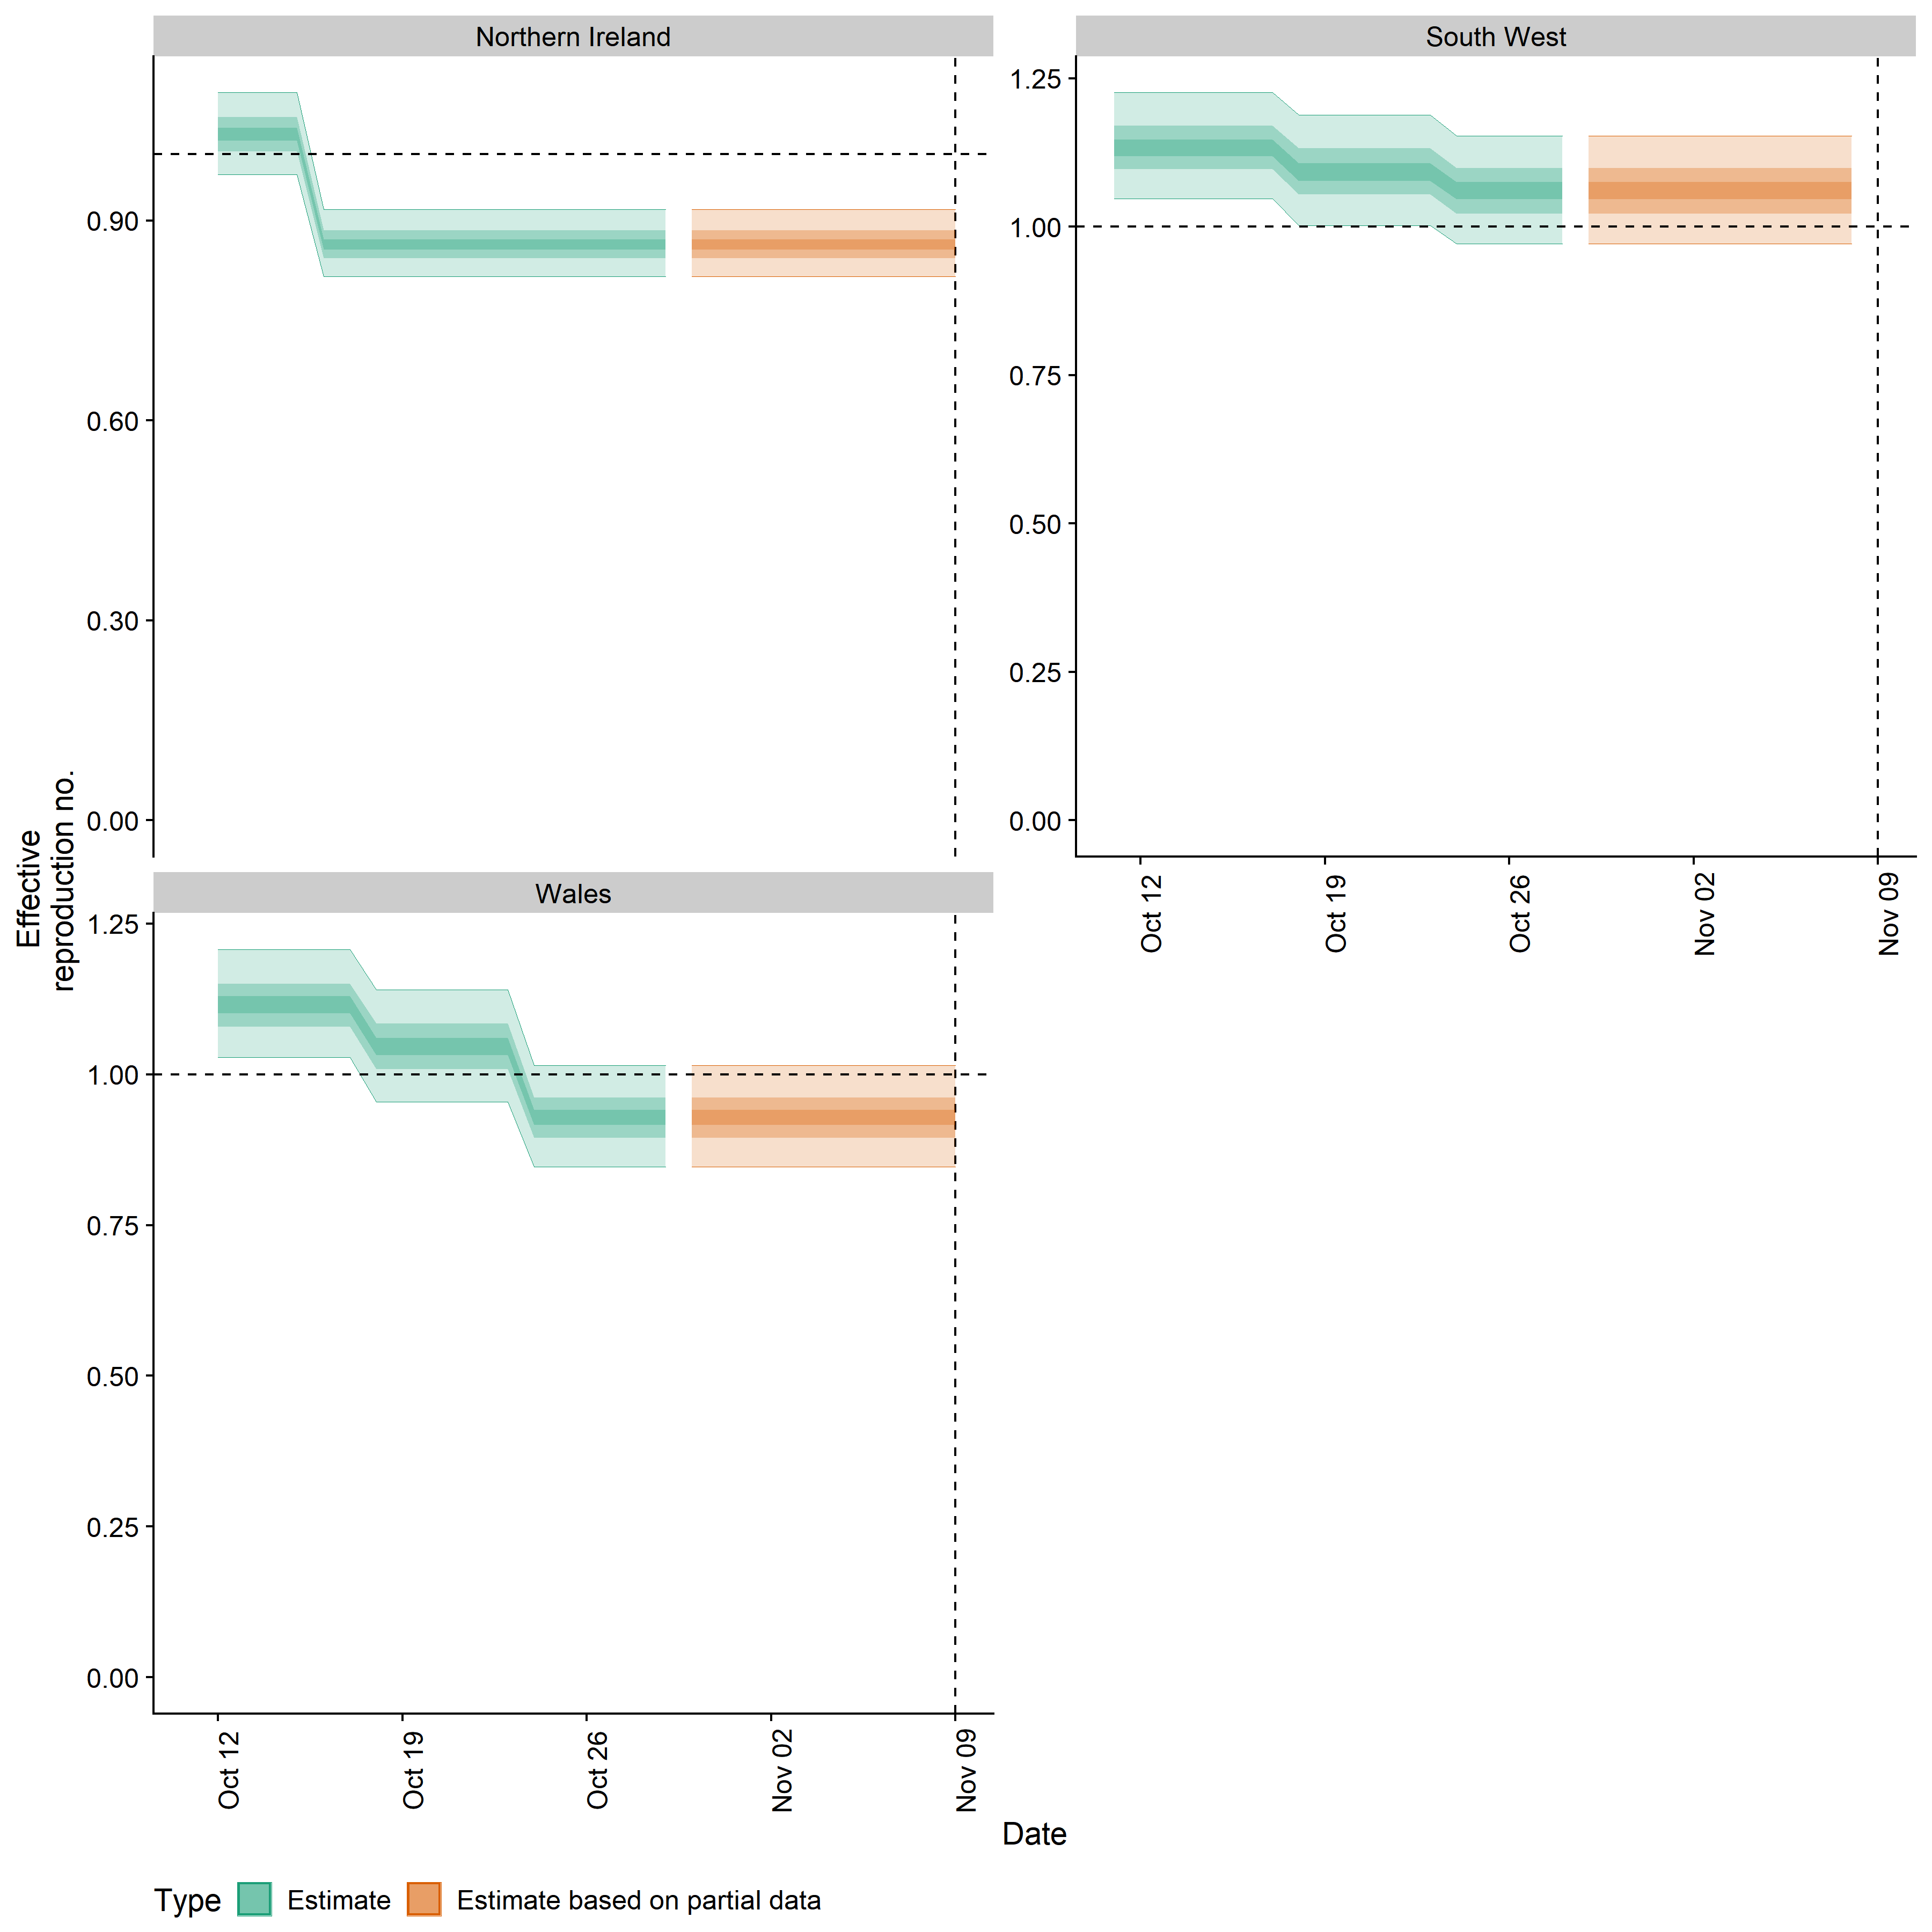 Northern Ireland
South West
0.90
0.60
0.30
0.00
1.25
1.00
0.75
0.50
0.25
0.00
Oct 12
Oct 19
Oct 26
Nov 02
Nov 09
Effective
reproduction no.
Wales
1.25
1.00
0.75
0.50
0.25
0.00
Oct 12
Oct 19
Oct 26
Nov 02
Nov 09
Date
Type Estimate Estimate based on partial data